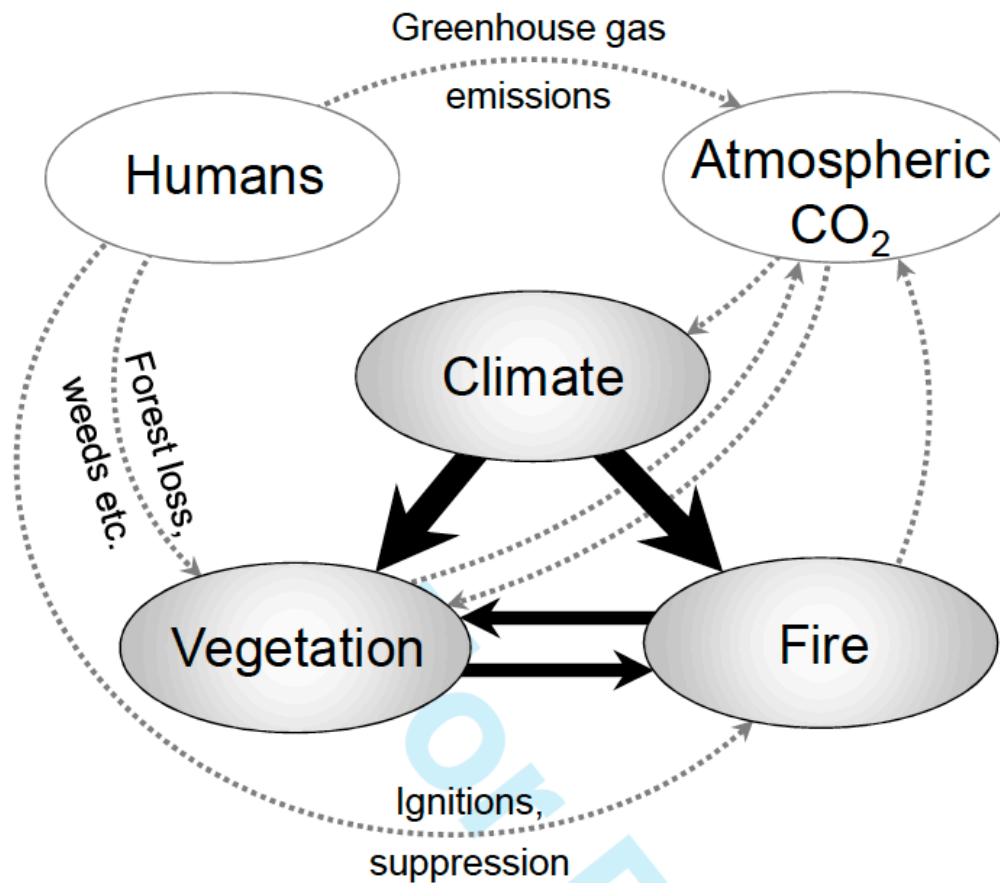 Greenhouse gas
emissions
Humans
Atmospheric
CO₂
Climate
Forest loss,
weeds etc.
Vegetation
Fire
Ignitions,
suppression